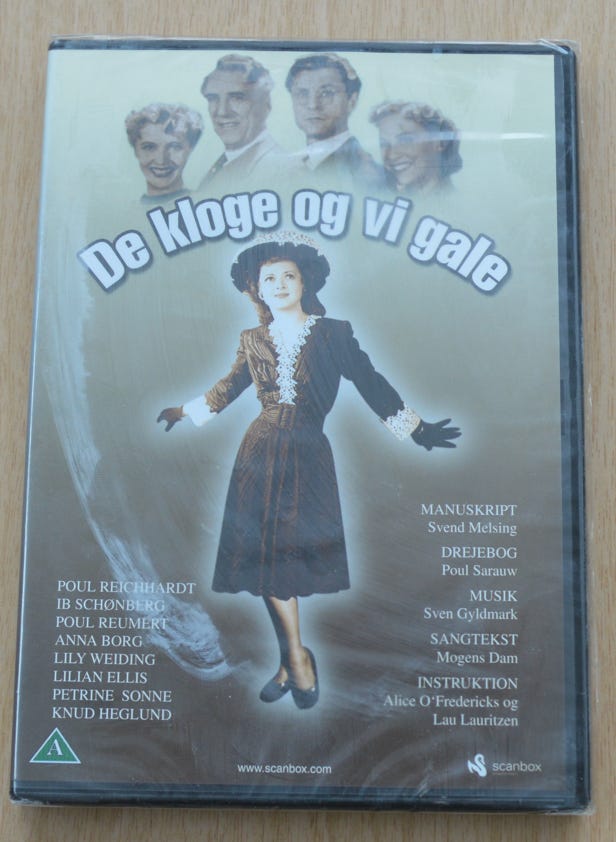 De kloge og vi gale
MANUSKRIPT
Svend Melsing
DREJEBOG
Poul Sarauw
MUSIK
Sven Gyldmark
SANGTEKST
Mogens Dam
INSTRUKTION
Alice O'Fredericks og
Lau Lauritzen
POUL REICHHARDT
IB SCHØNBERG
POUL REUMERT
ANNA BORG
LILY WEIDING
LILIAN ELLIS
PETRINE SONNE
KNUD HEGLUND
A
www.scanbox.com
scanbox